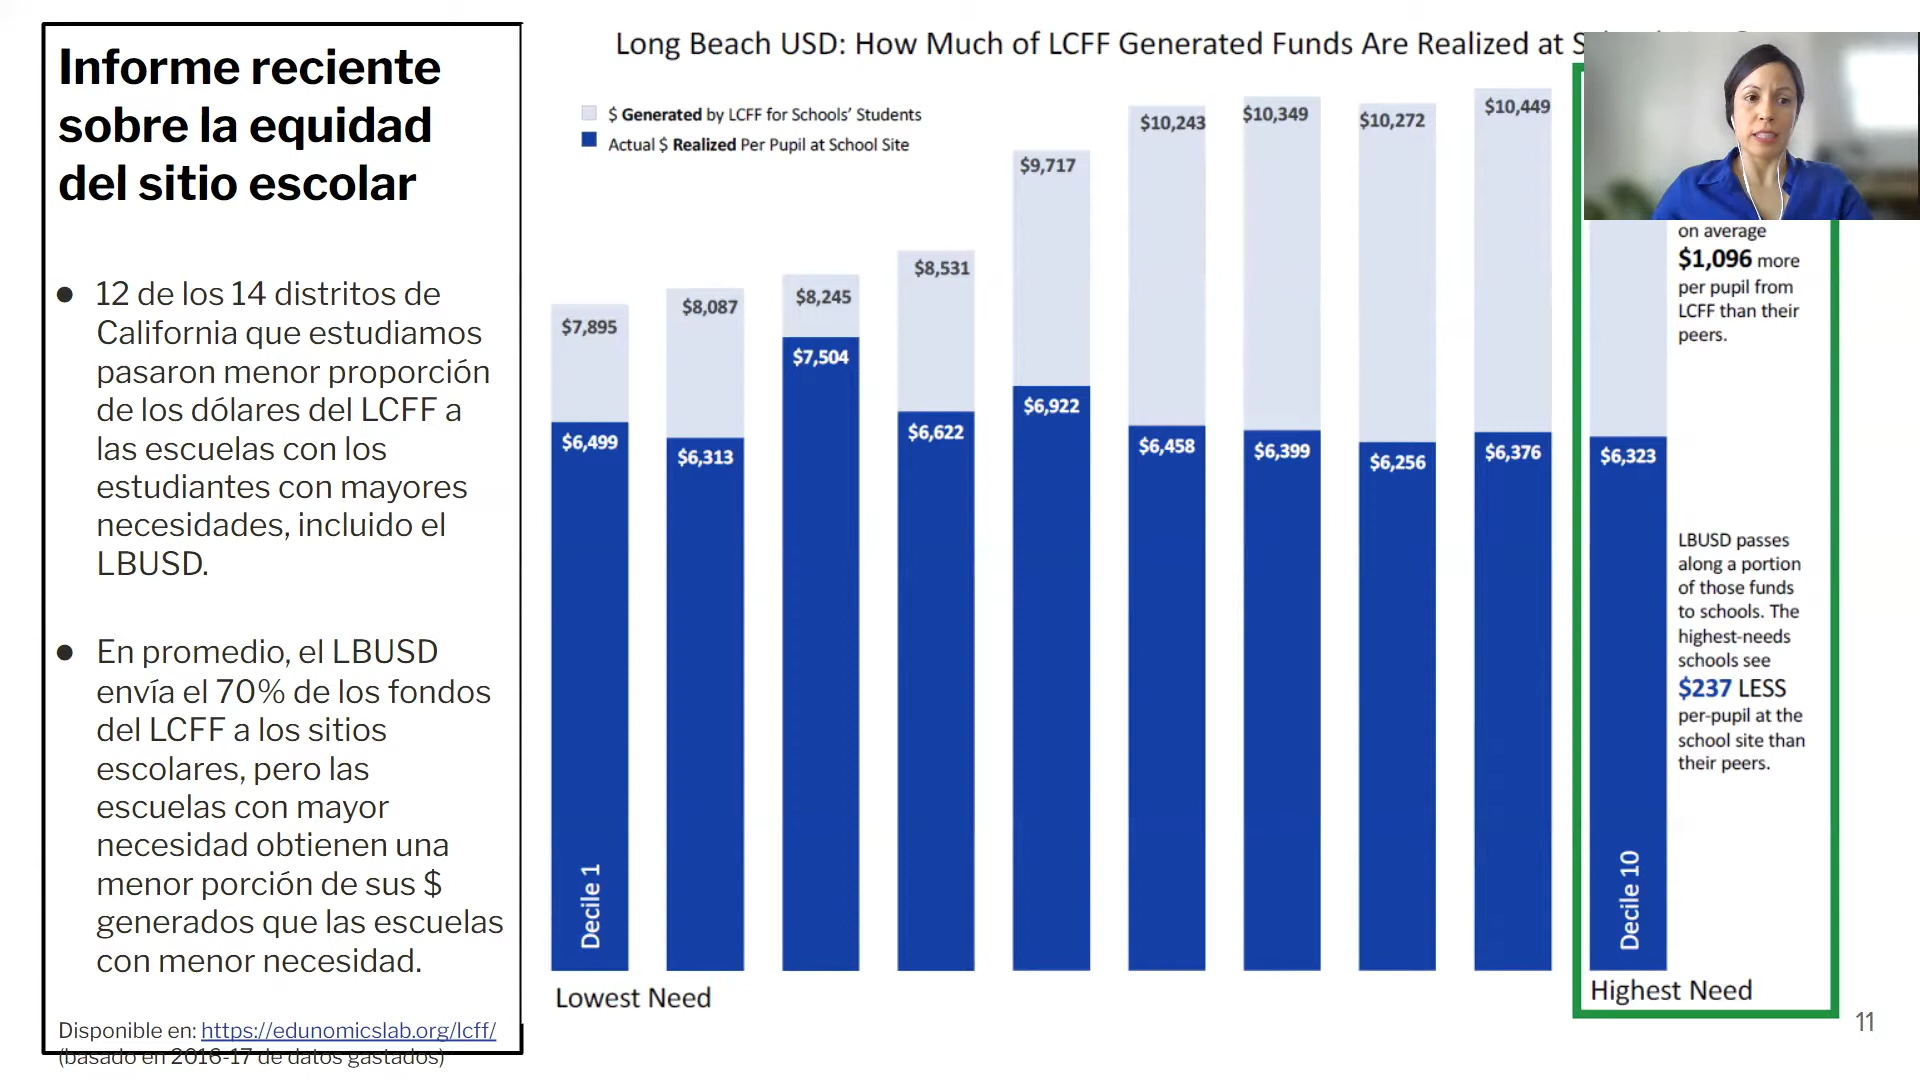 Informe reciente
sobre la equidad
del sitio escolar
● 12 de los 14 distritos de
California que estudiamos
pasaron menor proporción
de los dólares del LCFF a
las escuelas con los
estudiantes con mayores
necesidades, incluido el
LBUSD.
● En promedio, el LBUSD
envía el 70% de los fondos
del LCFF a los sitios
escolares, pero las
escuelas con mayor
necesidad obtienen una
menor porción de sus $
generados que las escuelas
con menor necesidad.
Disponible en: https://edunomicslab.org/lcff/
(basado en 2016-17 de datos gastados)
Long Beach USD: How Much of LCFF Generated Funds Are Realized at
$ Generated by LCFF for Schools' Students
Actual $ Realized Per Pupil at School Site
$7,895
$8,087
$8,245
$8,531
$9,717
$10,243
$10,349
$10,272
$10,449
$6,499
$6,313
$7,504
$6,622
$6,922
$6,458
$6,399
$6,256
$6,376
$6,323
Decile 1
Decile 10
Lowest Need
Highest Need
on average
$1,096 more
per pupil from
LCFF than their
peers.
LBUSD passes
along a portion
of those funds
to schools. The
highest-needs
schools see
$237 LESS
per-pupil at the
school site than
their peers.
11